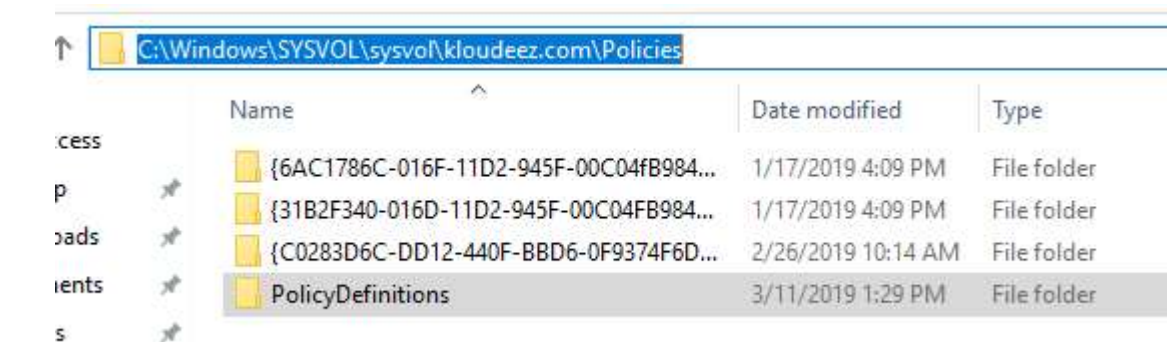 C:\Windows\SYSVOL\sysvol\kloudeez.com\Policies
Name Date modified Type
cess
{6AC1786C-016F-11D2-945F-00C04fB984... 1/17/2019 4:09 PM File folder
p
{31B2F340-016D-11D2-945F-00C04FB984... 1/17/2019 4:09 PM File folder
oads
{C0283D6C-DD12-440F-BBD6-0F9374F6D... 2/26/2019 10:14 AM File folder
ents
PolicyDefinitions 3/11/2019 1:29 PM File folder
s